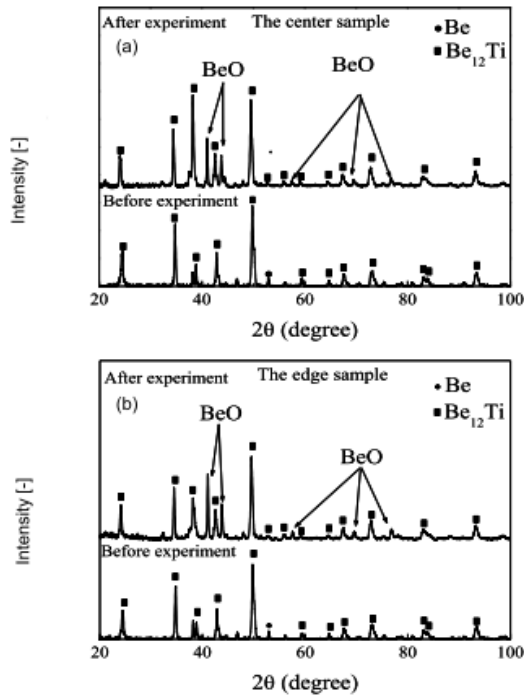 After experiment The center sample
(a)
BeO
BeO
Be
Be12Ti
Before experiment
Intensity [-]
20 40 60 80 100
2θ (degree)
After experiment The edge sample
(b)
BeO
BeO
Be
Be12Ti
Before experiment
Intensity [-]
20 40 60 80 100
2θ (degree)